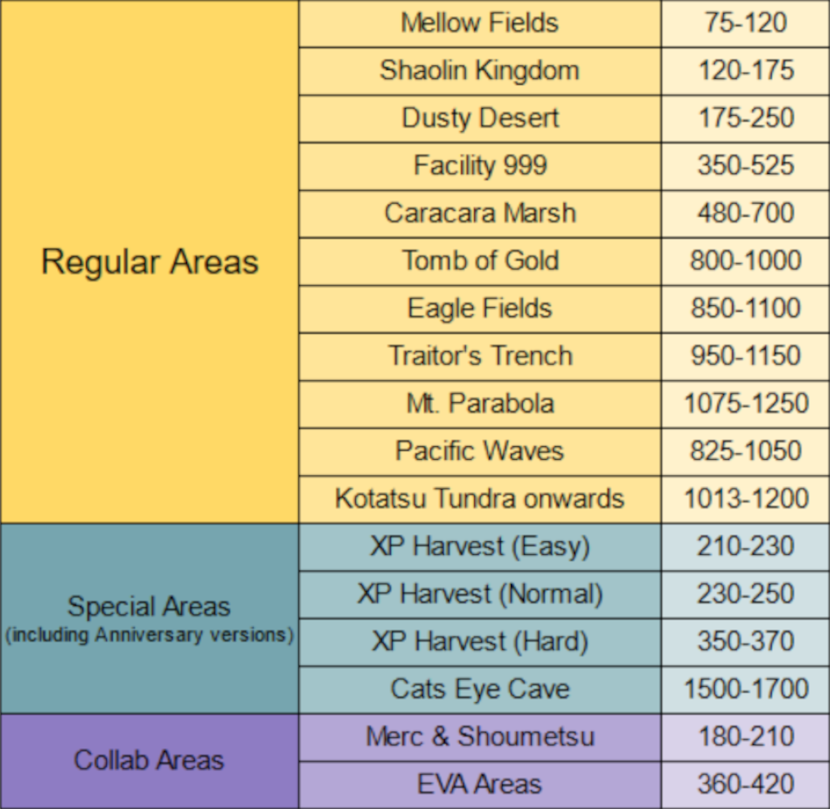 Regular Areas
Mellow Fields 75-120
Shaolin Kingdom 120-175
Dusty Desert 175-250
Facility 999 350-525
Caracara Marsh 480-700
Tomb of Gold 800-1000
Eagle Fields 850-1100
Traitor's Trench 950-1150
Mt. Parabola 1075-1250
Pacific Waves 825-1050
Kotatsu Tundra onwards 1013-1200
Special Areas
(including Anniversary versions)
XP Harvest (Easy) 210-230
XP Harvest (Normal) 230-250
XP Harvest (Hard) 350-370
Cats Eye Cave 1500-1700
Collab Areas
Merc & Shoumetsu 180-210
EVA Areas 360-420